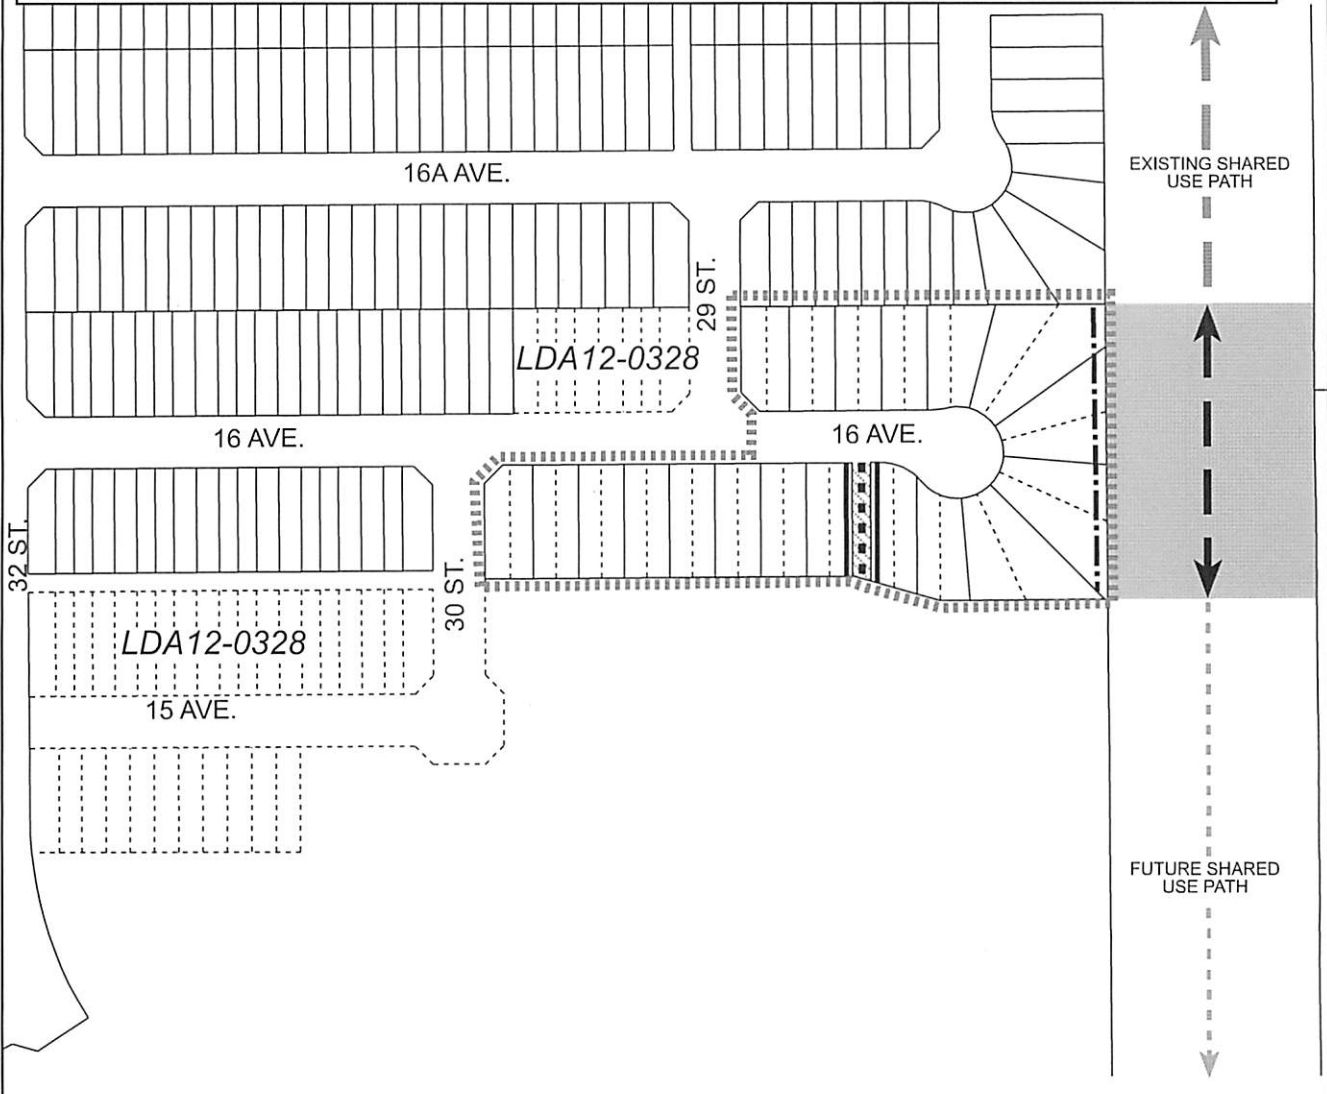 16A AVE.
EXISTING SHARED
USE PATH
29 ST.
LDA12-0328
16 AVE.
16 AVE.
32 ST.
30 ST.
LDA12-0328
15 AVE.
FUTURE SHARED
USE PATH